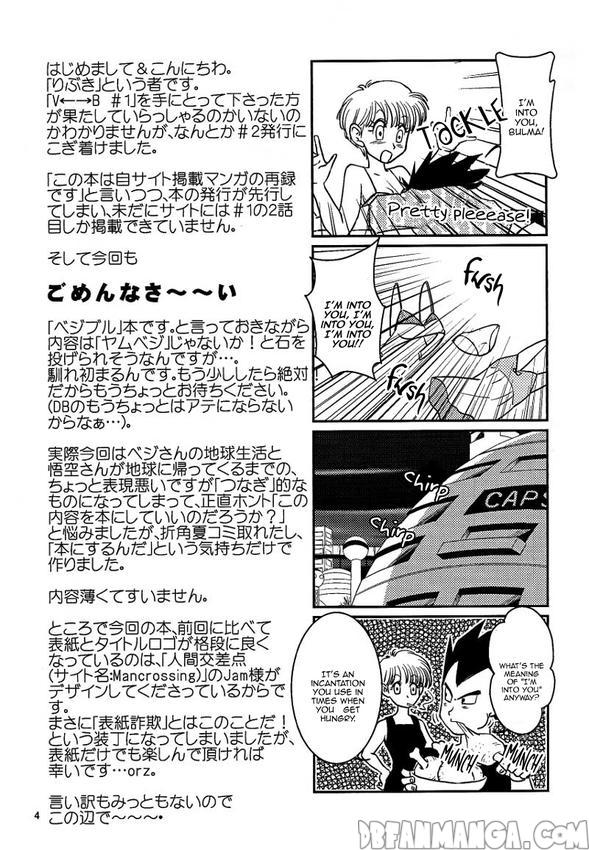 はじめまして&こんにちわ。
「りぶき」という者です。
「V←→B #1」を手にとって下さった方
が果たしていらっしゃるのかいないの
かわかりませんが、なんとか#2発行に
こぎ着けました。
「この本は自サイト掲載マンガの再録
です」と言いつつ、本の発行が先行し
てしまい、未だにサイトには#1の2話
目しか掲載できていません。
そして今回も
ごめんなさ〜〜い
「ベジブル」本です。と言っておきながら
内容は「ヤムベジ」じゃないか!と石を
投げられそうなんですが…。
馴れ初まるんです。もう少ししたら絶対
だからもうちょっとお待ちください。
(DBのもうちょっとはアテにならない
からなぁ…)。
実際今回はベジさんの地球生活と
悟空さんが地球に帰ってくるまでの、
ちょっと表現悪いですが「つなぎ」的な
ものになってしまって、正直ホント「この
内容を本にしていいのだろうか?」
と悩みましたが、折角夏コミ取れたし、
「本にするんだ」という気持ちだけで
作りました。
内容薄くてすいません。
ところで今回の本、前回に比べて
表紙とタイトルロゴが格段に良く
なっているのは、「人間交差点
(サイト名:Mancrossing)」のJam様が
デザインしてくださっているからで
す。
まさに「表紙詐欺」とはこのことだ!
という装丁になってしまいましたが、
表紙だけでも楽しんで頂ければ
幸いです…orz.
言い訳もみっともないので
この辺で〜〜〜・
4
I'M
INTO
YOU,
BULMA!
TACKLE
Pretty pleeease!
I'M INTO
YOU, I'M INTO
YOU, I'M
INTO YOU!!
fwsh
fwsh
chirp
chirp
CAPS
WHAT'S THE
MEANING
OF "I'M
INTO YOU"
ANYWAY?
IT'S AN
INCANTATION
YOU USE IN
TIMES WHEN
YOU GET
HUNGRY.
MUNCH
MUNCH
DBFANMANGA.COM